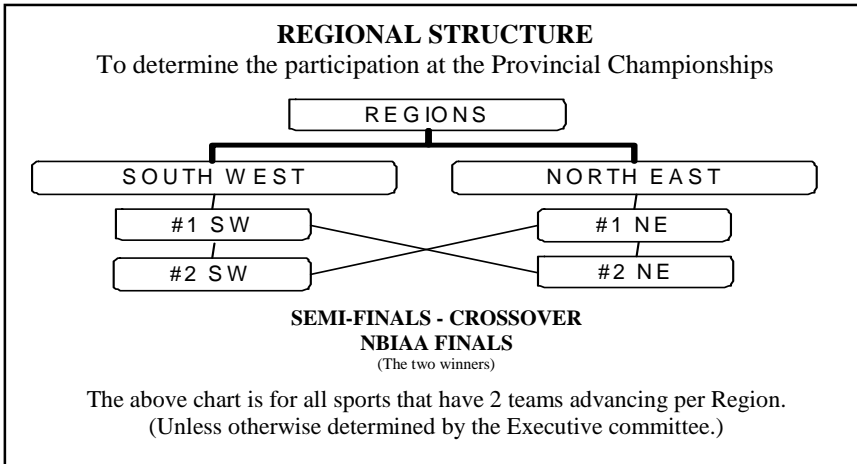 REGIONAL STRUCTURE
To determine the participation at the Provincial Championships
REGIONS
SOUTH WEST
NORTH EAST
#1 SW
#1 NE
#2 SW
#2 NE
SEMI-FINALS - CROSSOVER
NBIAA FINALS
(The two winners)
The above chart is for all sports that have 2 teams advancing per Region.
(Unless otherwise determined by the Executive committee.)